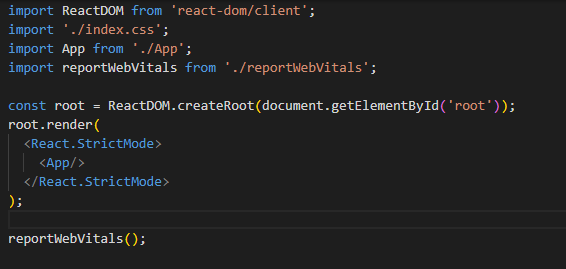 import ReactDOM from 'react-dom/client';
import './index.css';
import App from './App';
import reportWebVitals from './reportWebVitals';

const root = ReactDOM.createRoot(document.getElementById('root'));
root.render(
  <React.StrictMode>
    <App/>
  </React.StrictMode>
);

reportWebVitals();